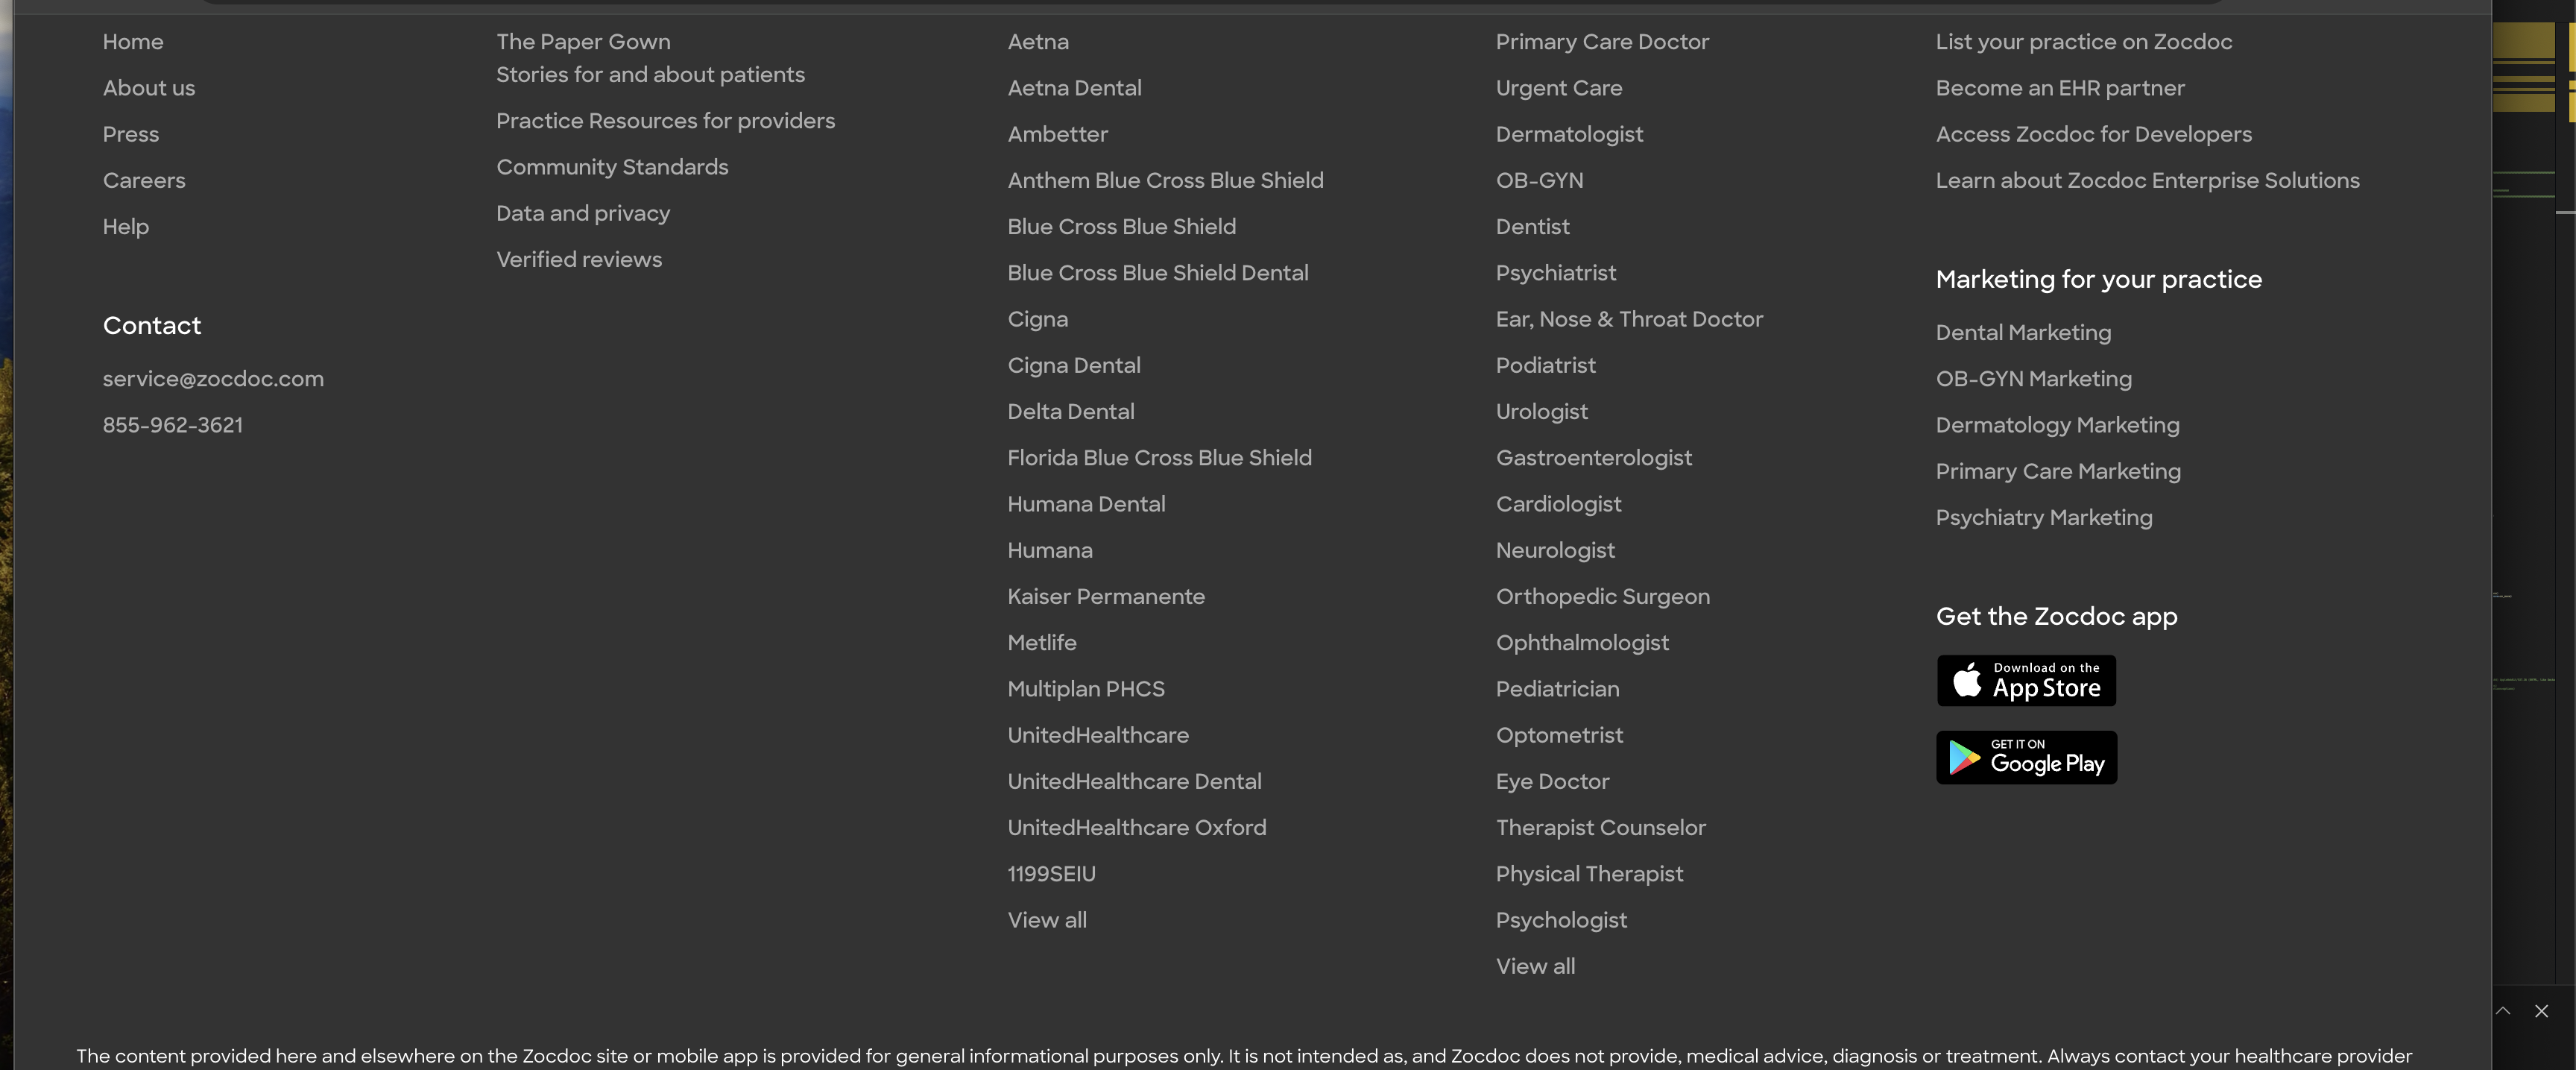 Home
About us
Press
Careers
Help
Contact
service@zocdoc.com
855-962-3621
The Paper Gown
Stories for and about patients
Practice Resources for providers
Community Standards
Data and privacy
Verified reviews
Aetna
Aetna Dental
Ambetter
Anthem Blue Cross Blue Shield
Blue Cross Blue Shield
Blue Cross Blue Shield Dental
Cigna
Cigna Dental
Delta Dental
Florida Blue Cross Blue Shield
Humana Dental
Humana
Kaiser Permanente
Metlife
Multiplan PHCS
UnitedHealthcare
UnitedHealthcare Dental
UnitedHealthcare Oxford
1199SEIU
View all
Primary Care Doctor
Urgent Care
Dermatologist
OB-GYN
Dentist
Psychiatrist
Ear, Nose & Throat Doctor
Podiatrist
Urologist
Gastroenterologist
Cardiologist
Neurologist
Orthopedic Surgeon
Ophthalmologist
Pediatrician
Optometrist
Eye Doctor
Therapist Counselor
Physical Therapist
Psychologist
View all
List your practice on Zocdoc
Become an EHR partner
Access Zocdoc for Developers
Learn about Zocdoc Enterprise Solutions
Marketing for your practice
Dental Marketing
OB-GYN Marketing
Dermatology Marketing
Primary Care Marketing
Psychiatry Marketing
Get the Zocdoc app
Download on the
App Store
GET IT ON
Google Play
The content provided here and elsewhere on the Zocdoc site or mobile app is provided for general informational purposes only. It is not intended as, and Zocdoc does not provide, medical advice, diagnosis or treatment. Always contact your healthcare provider